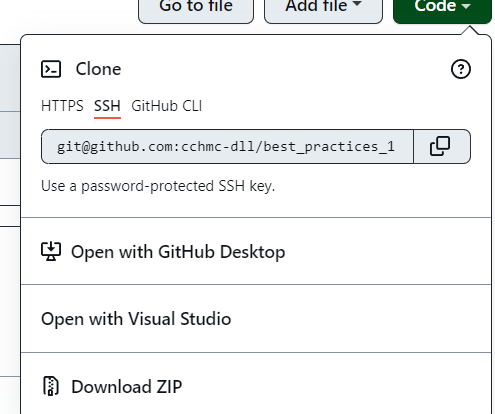 Go to file Add file Code
Clone
HTTPS SSH GitHub CLI
git@github.com:cchmc-dll/best_practices_1
Use a password-protected SSH key.
Open with GitHub Desktop
Open with Visual Studio
Download ZIP